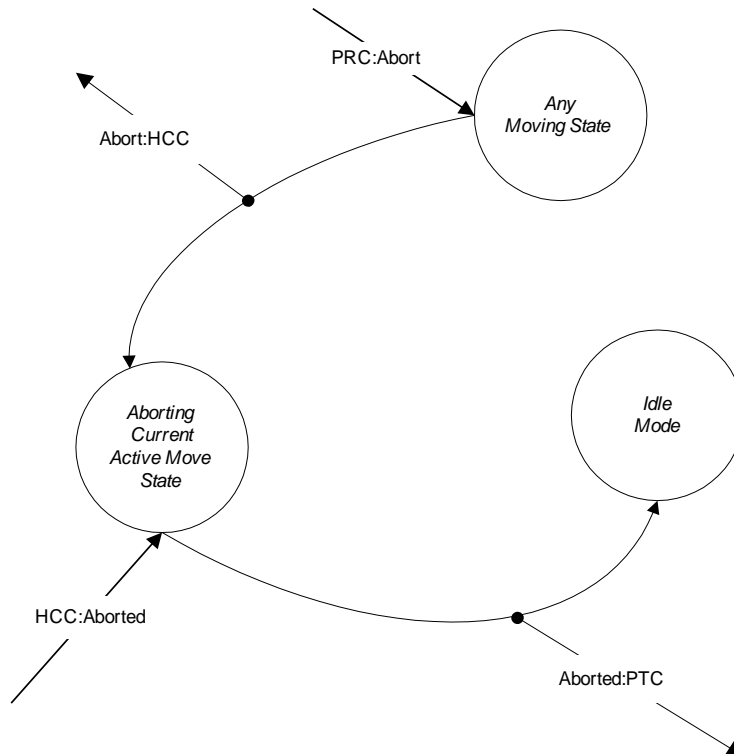 PRC:Abort
Any
Moving State
Abort:HCC
Aborting
Current
Active Move
State
Idle
Mode
HCC:Aborted
Aborted:PTC